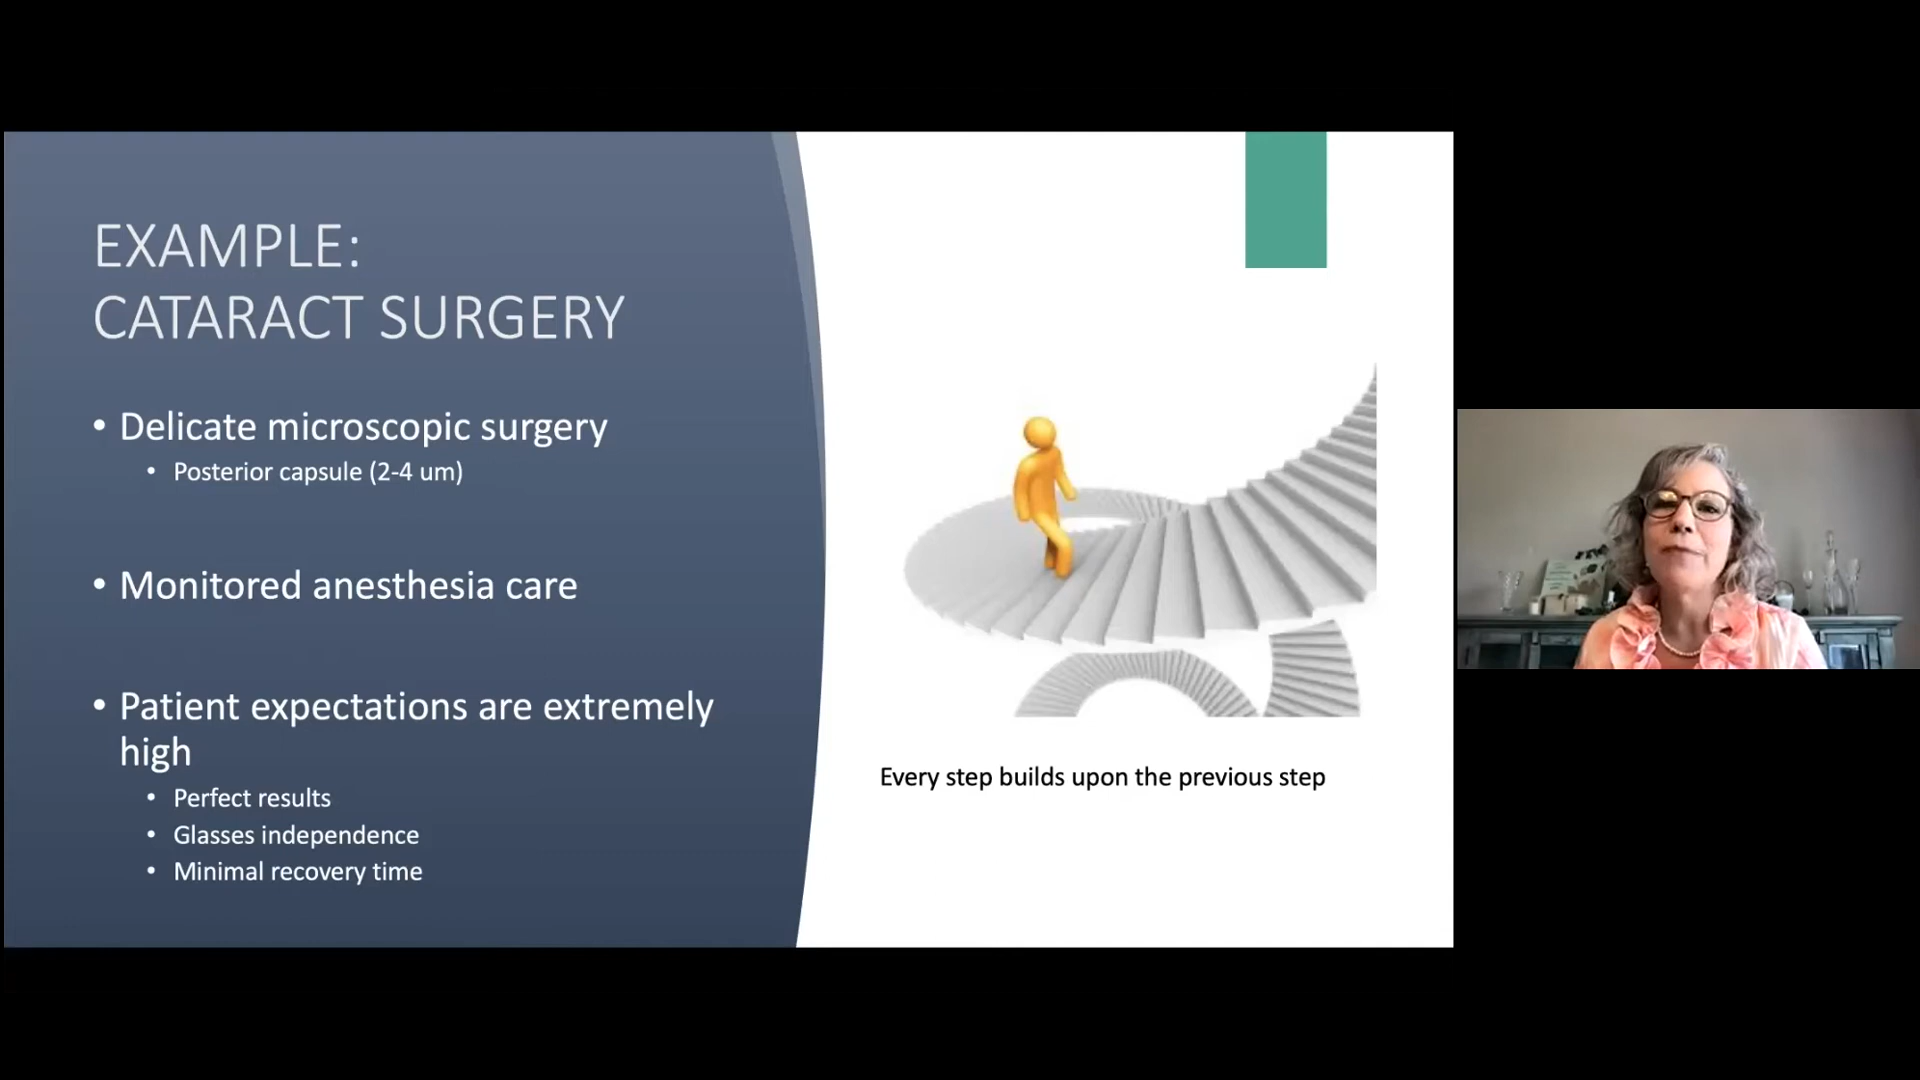 EXAMPLE:
CATARACT SURGERY
• Delicate microscopic surgery
• Posterior capsule (2-4 um)
• Monitored anesthesia care
• Patient expectations are extremely
high
• Perfect results
• Glasses independence
• Minimal recovery time
Every step builds upon the previous step